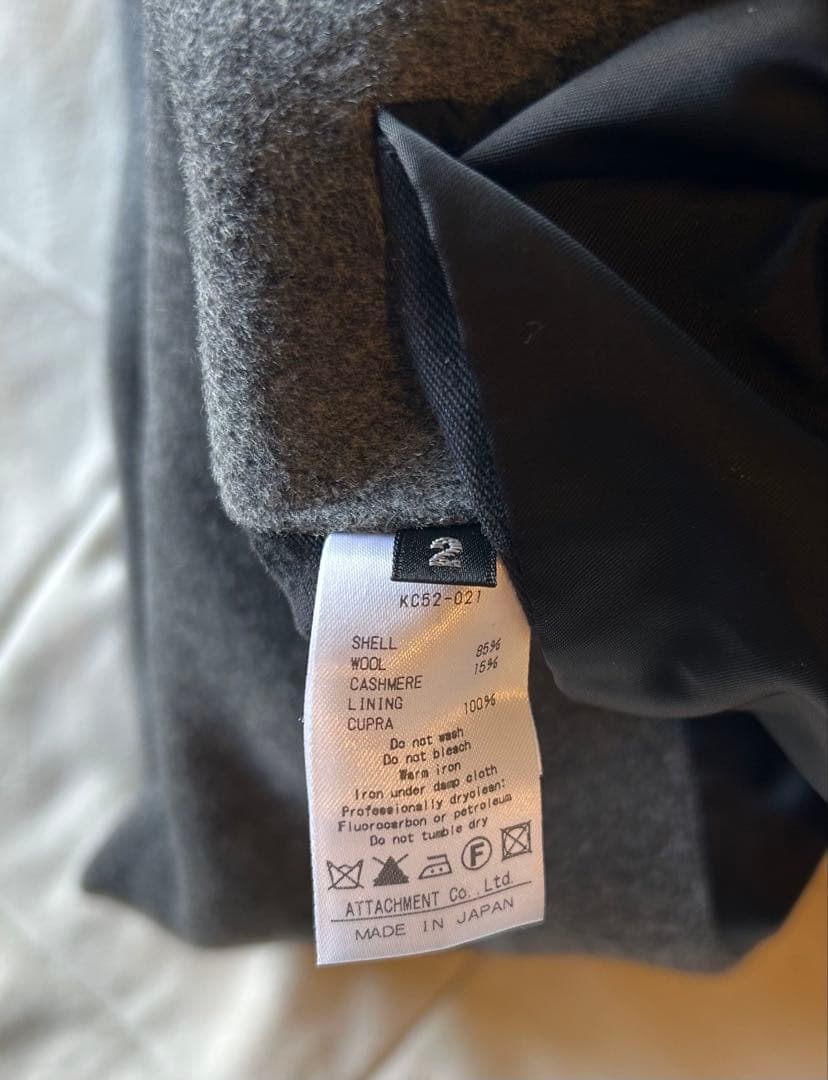 2
KC52-021
SHELL
WOOL 85%
CASHMERE 15%
LINING
CUPRA 100%
Do not wash
Do not bleach
Warm iron
Iron under damp cloth
Professionally dryclean:
Fluorocarbon or petroleum
Do not tumble dry
F
ATTACHMENT Co.,Ltd.
MADE IN JAPAN